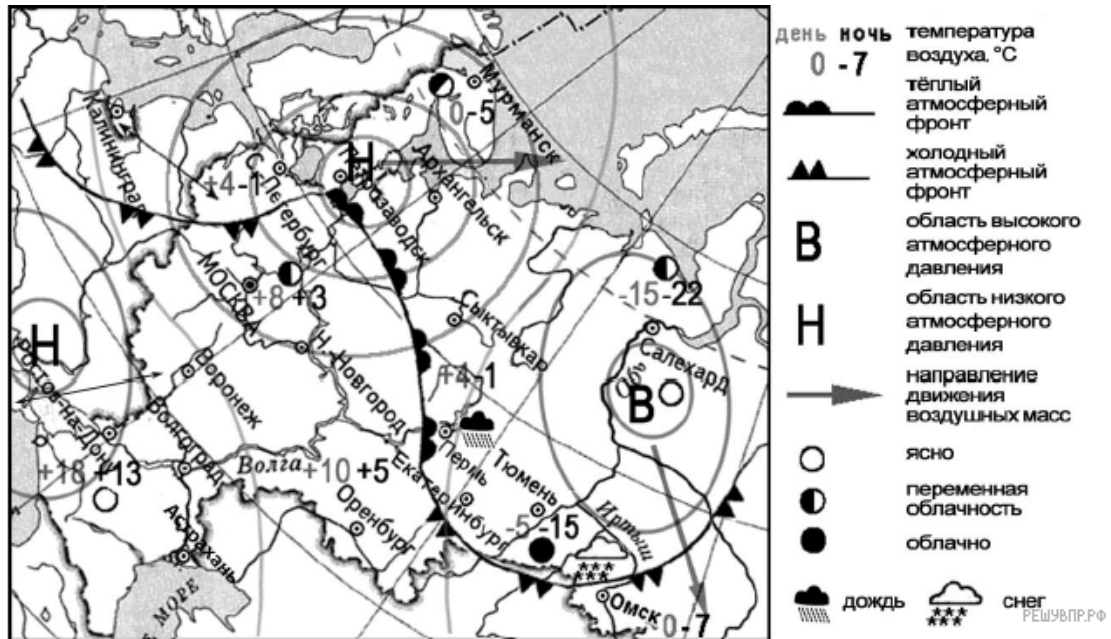 Мурманск
0 -5
Калининград
Н
Архангельск
+4 -1
С.Петербург
Петрозаводск
МОСКВА
+8 +3
-15 -22
Сыктывкар
Салехард
Н
Н.-Новгород
+4 -1
Обь
В
Воронеж
Ростов-на-Дону
Волгоград
Пермь
+18 +13
Волга
+10 +5
Екатеринбург
Тюмень
Оренбург
-5 -15
Иртыш
Астрахань
Е МОРЕ
Омск
0 -7
день ночь температура
0 -7 воздуха, °С
тёплый
атмосферный
фронт
холодный
атмосферный
фронт
В область высокого
атмосферного
давления
Н область низкого
атмосферного
давления
направление
движения
воздушных масс
ясно
переменная
облачность
облачно
дождь снег
РЕШУВПР.РФ